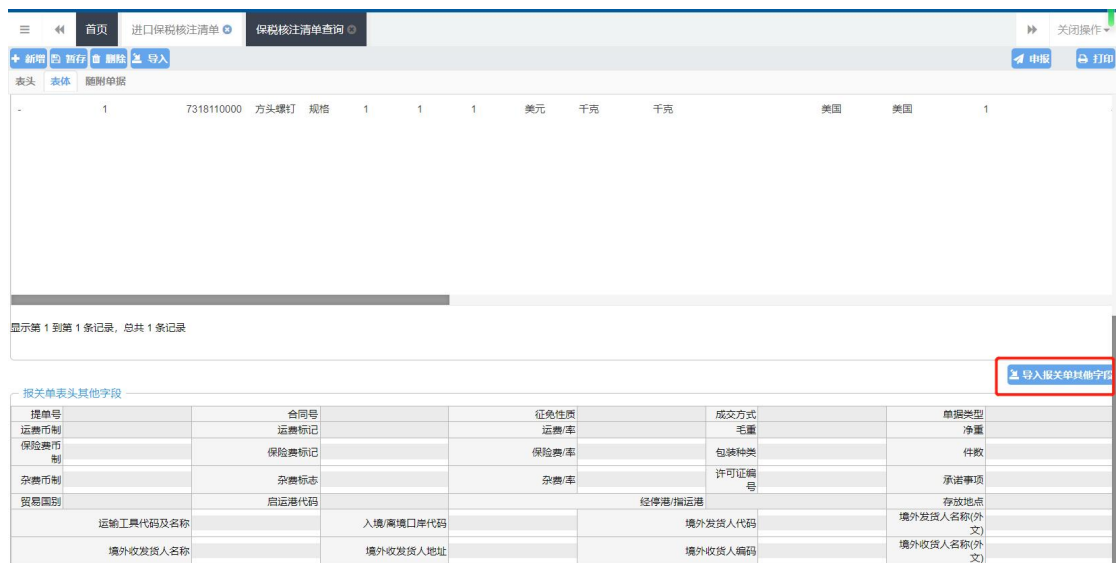 首页 进口保税核注清单 保税核注清单查询 关闭操作
新增 暂存 删除 导入 申报 打印
表头 表体 随附单据
- 1 7318110000 方头螺钉 规格 1 1 1 美元 千克 千克 美国 美国 1
显示第 1 到第 1 条记录，总共 1 条记录
导入报关单其他字段
报关单表头其他字段
提单号 合同号 征免性质 成交方式 单据类型
运费币制 运费标记 运费/率 毛重 净重
保险费币制 保险费标记 保险费/率 包装种类 件数
杂费币制 杂费标志 杂费/率 许可证编号 承诺事项
贸易国别 启运港代码 经停港/指运港 存放地点
运输工具代码及名称 入境/离境口岸代码 境外发货人代码 境外发货人名称(外文)
境外收发货人名称 境外收发货人地址 境外收货人编码 境外收货人名称(外文)